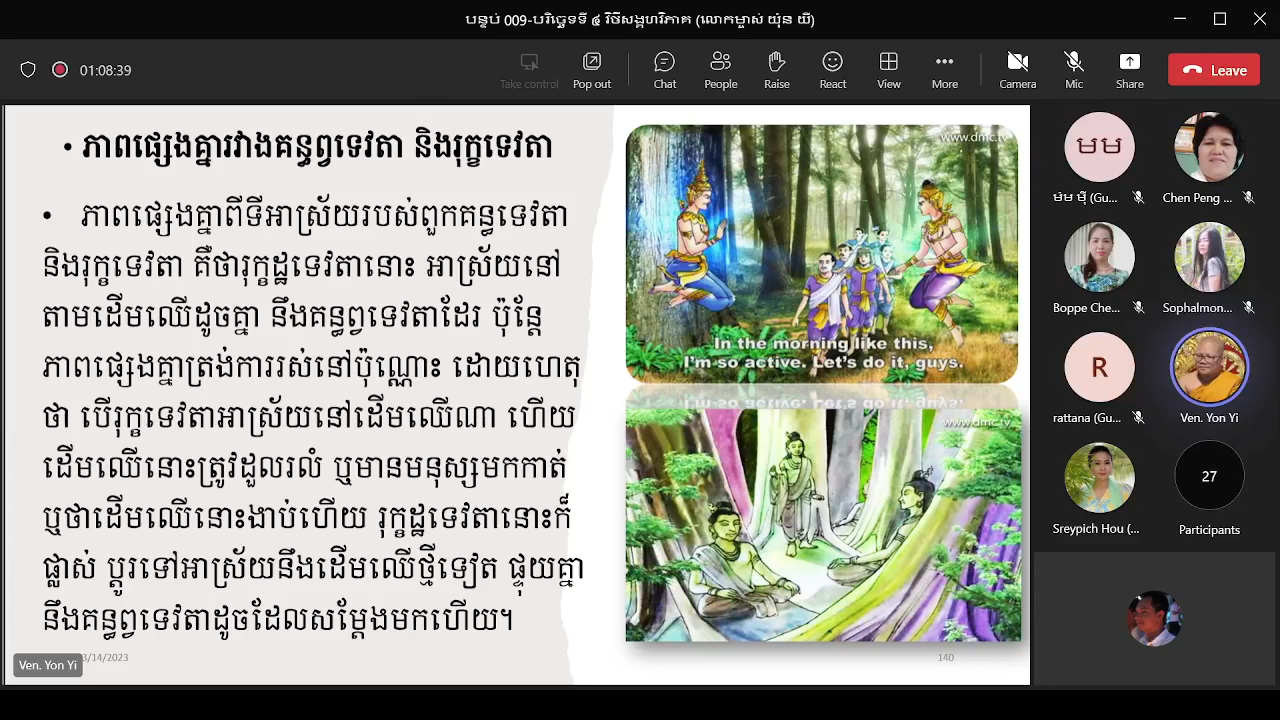 បន្ទប់ 009-បរិច្ឆេទទី ៤ វិថីសង្គហវិភាគ (លោកម្ចាស់ យ៉ុន យី)
01:08:39
Take control
Pop out
Chat
People
Raise
React
View
More
Camera
Mic
Share
Leave
• ភាពផ្សេងគ្នារវាងគន្ធព្វទេវតា និងរុក្ខទេវតា
• ភាពផ្សេងគ្នាពីទីអាស្រ័យរបស់ពួកគន្ធទេវតា
និងរុក្ខទេវតា គឺថារុក្ខដ្ឋទេវតានោះ អាស្រ័យនៅ
តាមដើមឈើដូចគ្នា នឹងគន្ធព្វទេវតាដែរ ប៉ុន្តែ
ភាពផ្សេងគ្នាត្រង់ការរស់នៅប៉ុណ្ណោះ ដោយហេតុ
ថា បើរុក្ខទេវតាអាស្រ័យនៅដើមឈើណា ហើយ
ដើមឈើនោះត្រូវដួលរលំ ឬមានមនុស្សមកកាត់
ឬថាដើមឈើនោះងាប់ហើយ រុក្ខដ្ឋទេវតានោះក៏
ផ្លាស់ ប្តូរទៅអាស្រ័យនឹងដើមឈើថ្មីទៀត ផ្ទុយគ្នា
នឹងគន្ធព្វទេវតាដូចដែលសម្តែងមកហើយ។
www.dmc.tv
In the morning like this,
I'm so active. Let's do it, guys.
www.dmc.tv
3/14/2023
140
Ven. Yon Yi
មម
ម៉ម ម៉ី (Gu...
Chen Peng ...
Boppe Che...
Sophalmon...
R
rattana (Gu...
Ven. Yon Yi
Sreypich Hou (...
27
Participants